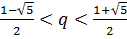 (1−√5)/2 < q < (1+√5)/2